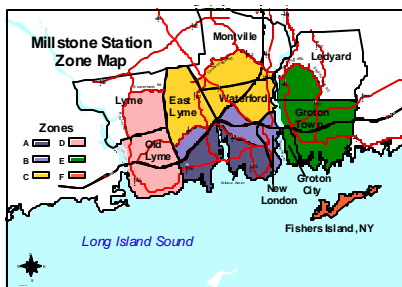 Millstone Station
Zone Map
Montville
Ledyard
Lyme
East
Lyme
Waterford
Groton
Town
Zones
A D
B E
C F
Old
Lyme
New
London
Groton
City
Fishers Island, NY
Long Island Sound